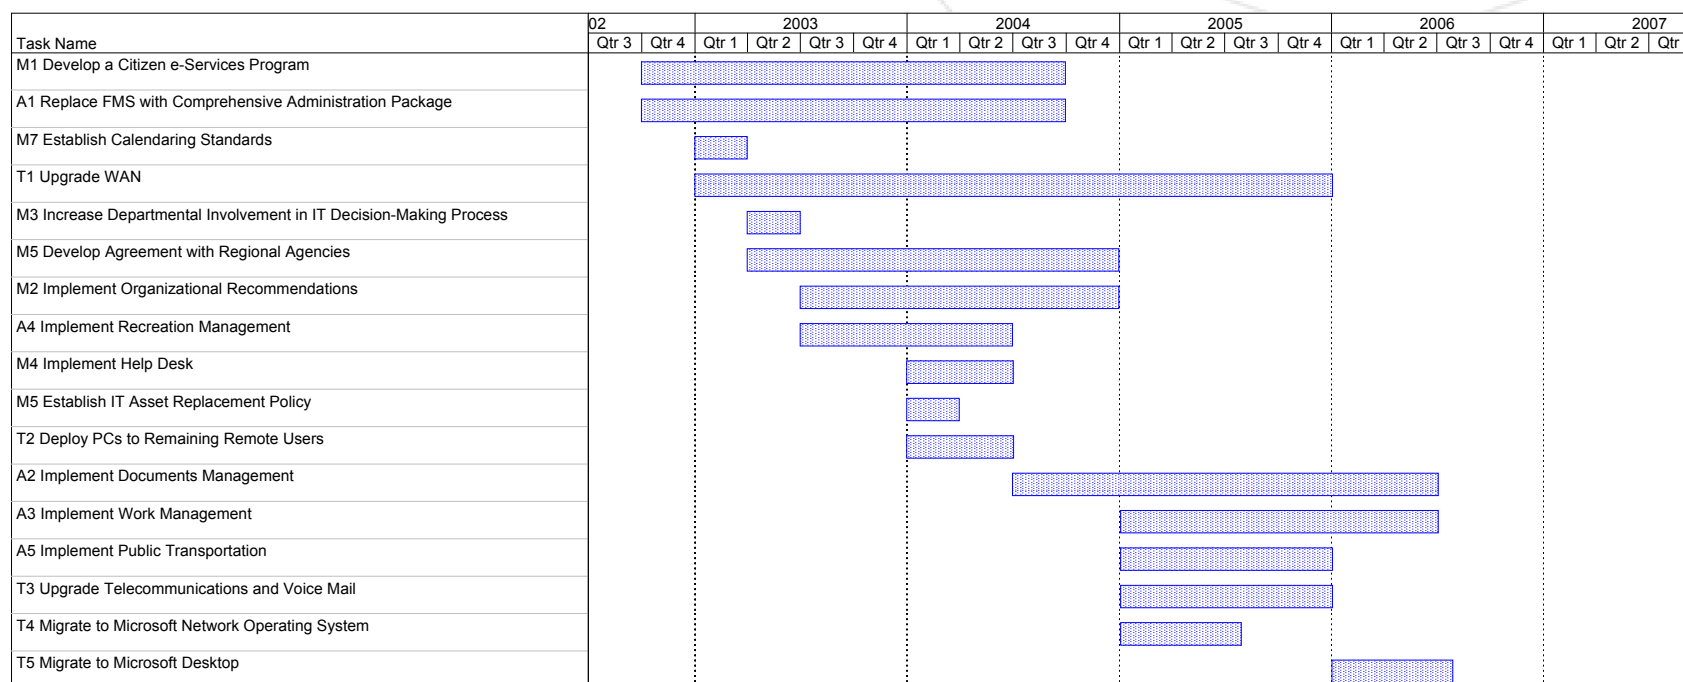 02 2003 2004 2005 2006 2007
Task Name Qtr 3 Qtr 4 Qtr 1 Qtr 2 Qtr 3 Qtr 4 Qtr 1 Qtr 2 Qtr 3 Qtr 4 Qtr 1 Qtr 2 Qtr 3 Qtr 4 Qtr 1 Qtr 2 Qtr 3 Qtr 4 Qtr 1 Qtr 2 Qtr
M1 Develop a Citizen e-Services Program
A1 Replace FMS with Comprehensive Administration Package
M7 Establish Calendaring Standards
T1 Upgrade WAN
M3 Increase Departmental Involvement in IT Decision-Making Process
M5 Develop Agreement with Regional Agencies
M2 Implement Organizational Recommendations
A4 Implement Recreation Management
M4 Implement Help Desk
M5 Establish IT Asset Replacement Policy
T2 Deploy PCs to Remaining Remote Users
A2 Implement Documents Management
A3 Implement Work Management
A5 Implement Public Transportation
T3 Upgrade Telecommunications and Voice Mail
T4 Migrate to Microsoft Network Operating System
T5 Migrate to Microsoft Desktop